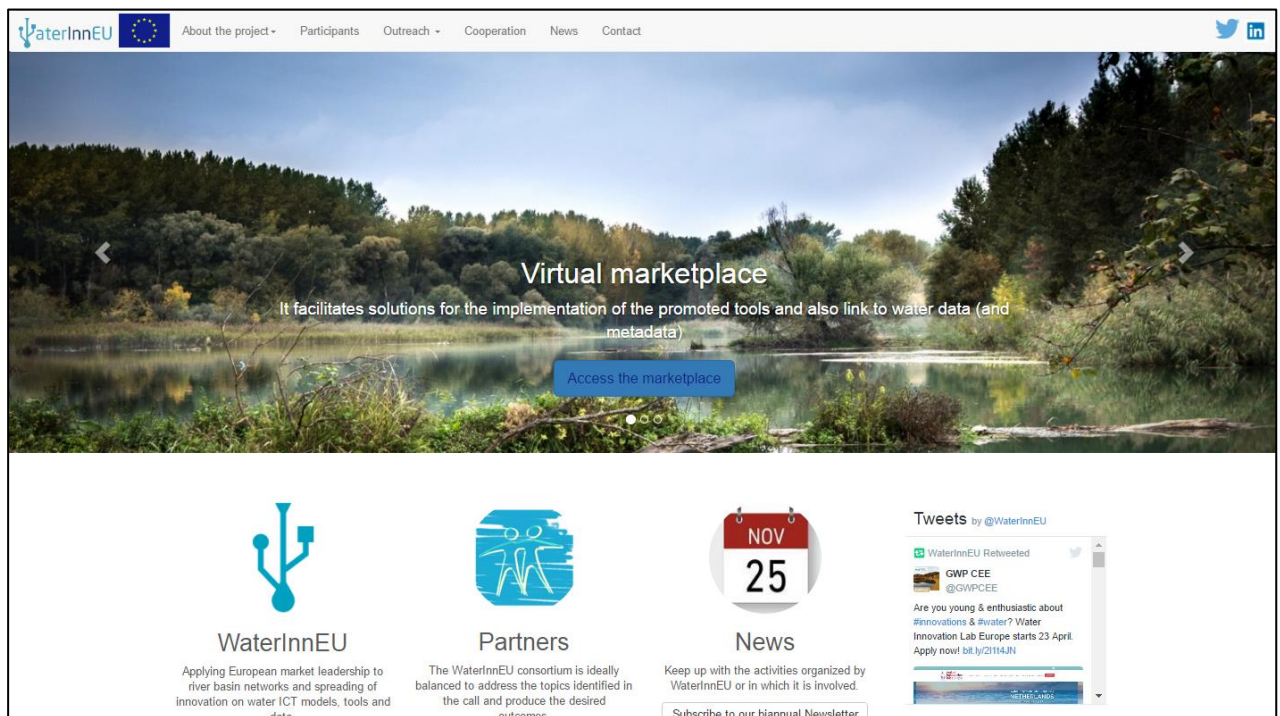 WaterInnEU
About the project
Participants
Outreach
Cooperation
News
Contact
in
Virtual marketplace
It facilitates solutions for the implementation of the promoted tools and also link to water data (and
metadata)
Access the marketplace
WaterInnEU
Applying European market leadership to
river basin networks and spreading of
innovation on water ICT models, tools and
data
Partners
The WaterInnEU consortium is ideally
balanced to address the topics identified in
the call and produce the desired
outcomes
NOV
25
News
Keep up with the activities organized by
WaterInnEU or in which it is involved.
Subscribe to our biannual Newsletter
Tweets by @WaterInnEU
WaterInnEU Retweeted
GWP CEE
@GWPCEE
Are you young & enthusiastic about
#innovations & #water? Water
Innovation Lab Europe starts 23 April.
Apply now! bit.ly/2l1t4JN
NETHERLANDS